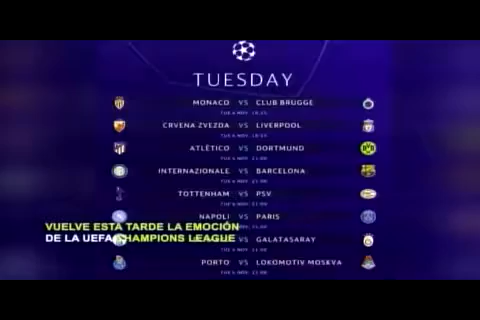 TUESDAY
MONACO VS CLUB BRUGGE
CRVENA ZVEZDA VS LIVERPOOL
ATLÉTICO VS DORTMUND
INTERNAZIONALE VS BARCELONA
TOTTENHAM VS PSV
NAPOLI VS PARIS
VUELVE ESTA TARDE LA EMOCIÓN
DE LA UEFA CHAMPIONS LEAGUE
GALATASARAY
PORTO VS LOKOMOTIV MOSKVA